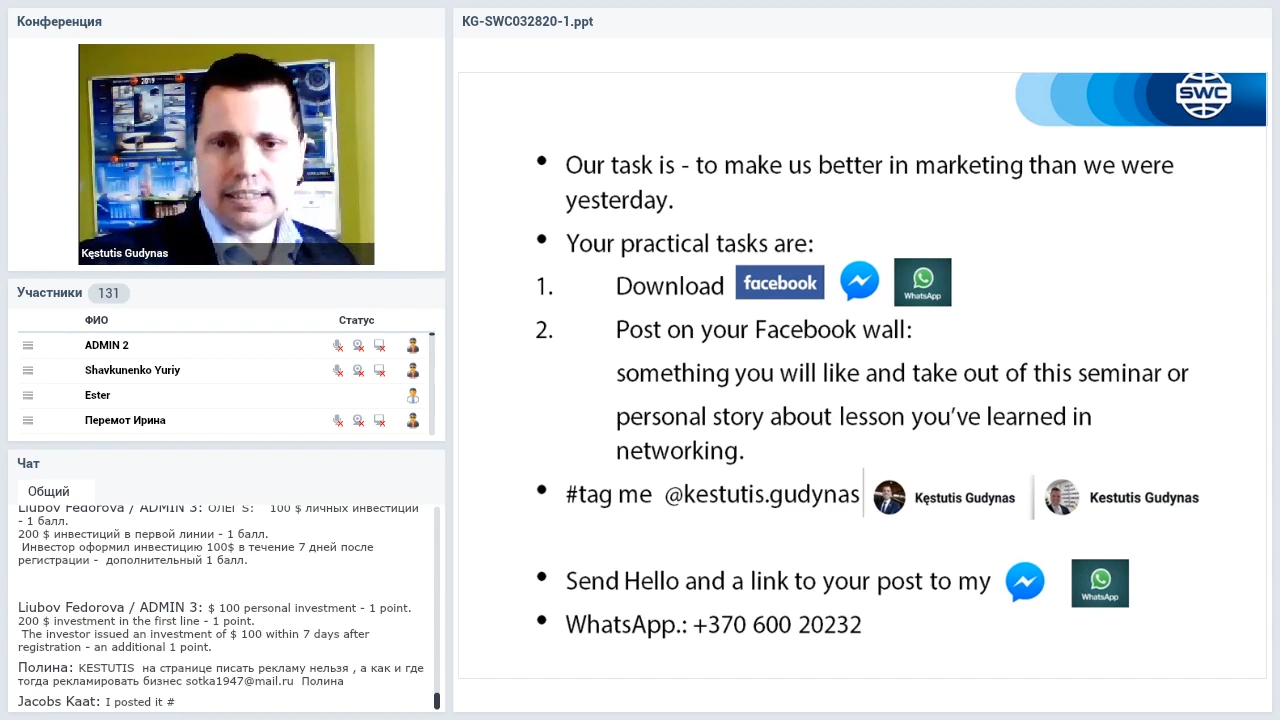 Конференция
2019
Kęstutis Gudynas
Участники 131
ФИО Статус
ADMIN 2
Shavkunenko Yuriy
Ester
Перемот Ирина
Чат
Общий
Liubov Fedorova / ADMIN 3: ОЛЕГ S: 100 $ личных инвестиций
- 1 балл.
200 $ инвестиций в первой линии - 1 балл.
Инвестор оформил инвестицию 100$ в течение 7 дней после
регистрации - дополнительный 1 балл.
Liubov Fedorova / ADMIN 3: $ 100 personal investment - 1 point.
200 $ investment in the first line - 1 point.
The investor issued an investment of $ 100 within 7 days after
registration - an additional 1 point.
Полина: KESTUTIS на странице писать рекламу нельзя , а как и где
тогда рекламировать бизнес sotka1947@mail.ru Полина
Jacobs Kaat: I posted it #
KG-SWC032820-1.ppt
SWC
• Our task is - to make us better in marketing than we were
yesterday.
• Your practical tasks are:
1. Download facebook WhatsApp
2. Post on your Facebook wall:
something you will like and take out of this seminar or
personal story about lesson you’ve learned in
networking.
• #tag me @kestutis.gudynas Kęstutis Gudynas Kestutis Gudynas
• Send Hello and a link to your post to my WhatsApp
• WhatsApp.: +370 600 20232